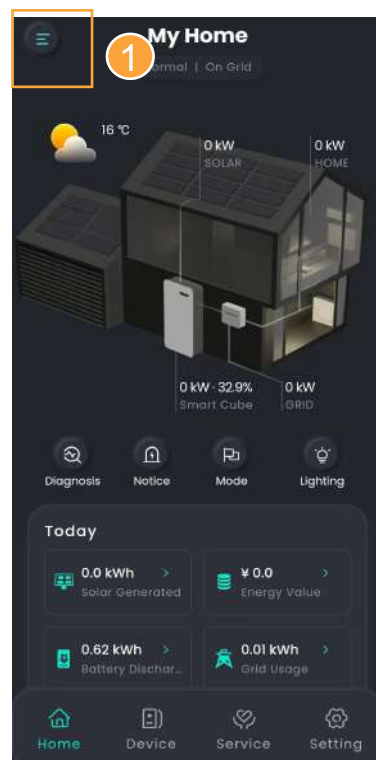 My Home
1
ormal | On Grid
16 ℃
0 kW
SOLAR
0 kW
HOME
0 kW · 32.9%
Smart Cube
0 kW
GRID
Diagnosis
Notice
Mode
Lighting
Today
0.0 kWh >
Solar Generated
¥ 0.0 >
Energy Value
0.62 kWh >
Battery Dischar...
0.01 kWh >
Grid Usage
Home
Device
Service
Setting